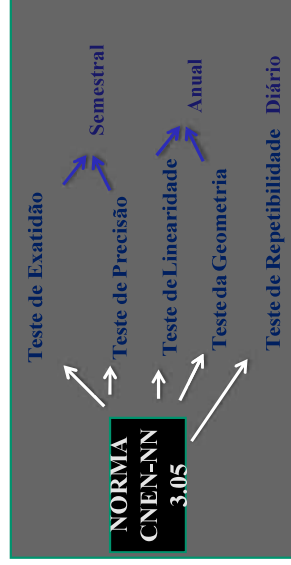 NORMA
CNEN-NN
3.05
Teste de Exatidão
Teste de Precisão
Semestral
Teste de Linearidade
Teste da Geometria
Anual
Teste de Repetibilidade Diário